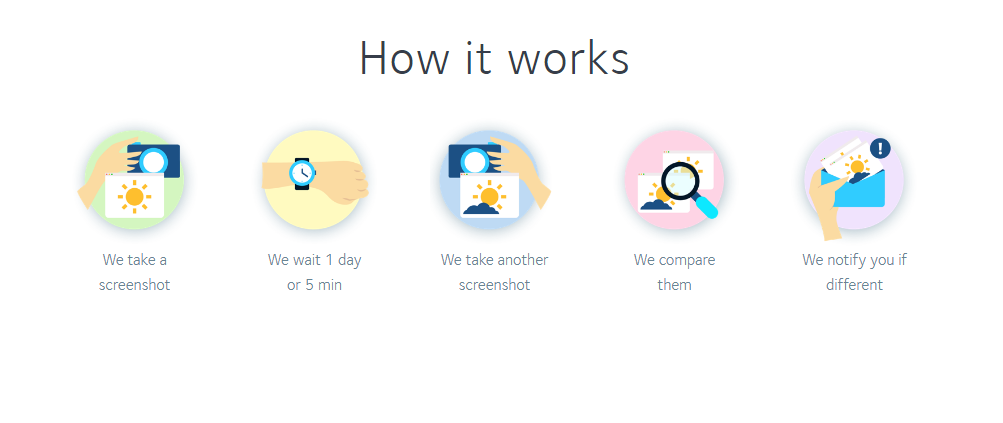 How it works
We take a
screenshot
We wait 1 day
or 5 min
We take another
screenshot
We compare
them
!
We notify you if
different